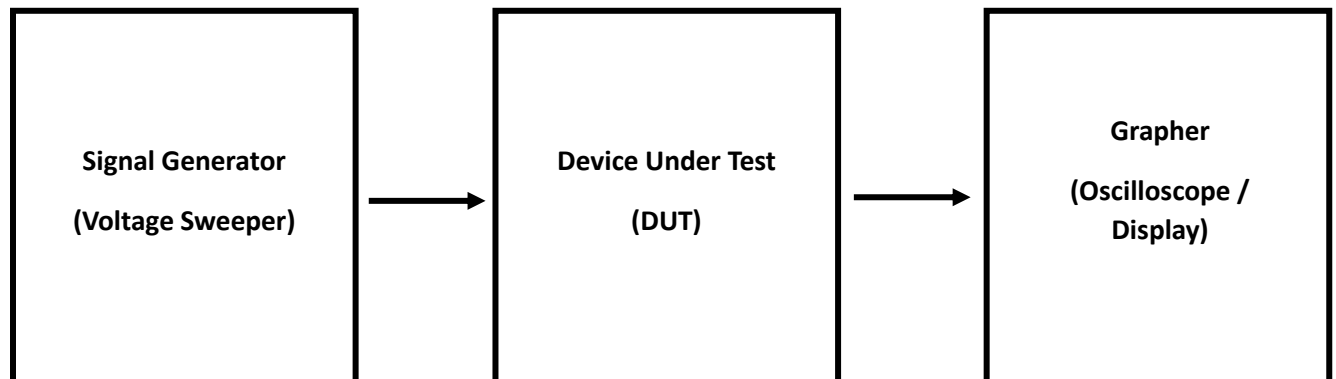 Signal Generator
(Voltage Sweeper)
Device Under Test
(DUT)
Grapher
(Oscilloscope /
Display)